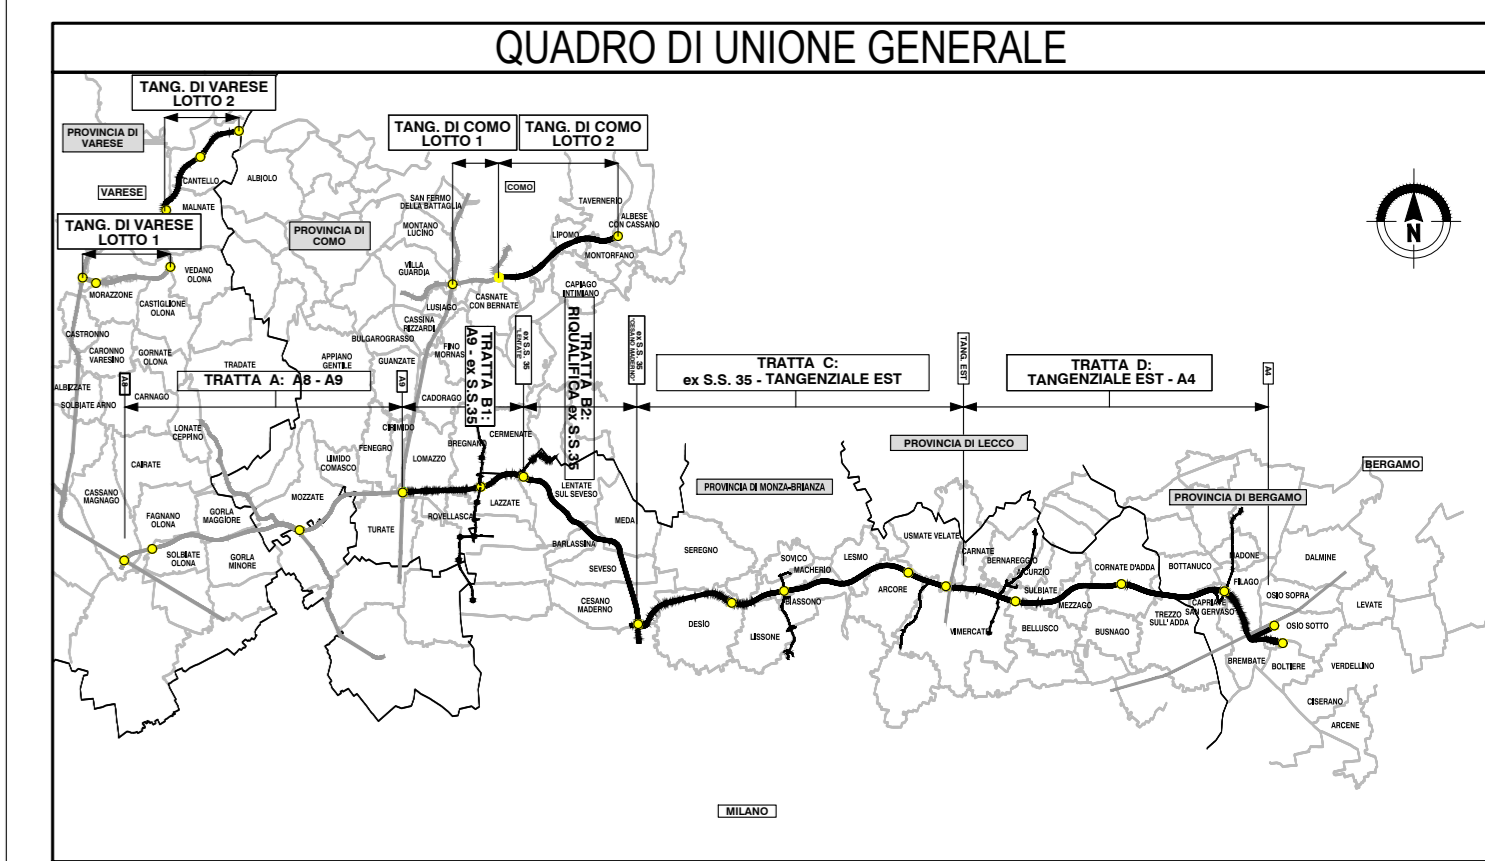 QUADRO DI UNIONE GENERALE
TANG. DI VARESE
LOTTO 2
PROVINCIA DI
VARESE
CANTELLO
ALBIOLO
VARESE
MALNATE
TANG. DI VARESE
LOTTO 1
PROVINCIA DI
COMO
TANG. DI COMO
LOTTO 1
TANG. DI COMO
LOTTO 2
COMO
SAN FERMO
DELLA BATTAGLIA
TAVERNERIO
ALBESE
CON CASSANO
MONTANO
LUCINO
LIPOMO
MONTORFANO
VILLA
GUARDIA
CAPIAGO
INTIMIANO
N
VEDANO
OLONA
MORAZZONE
CASTIGLIONE
OLONA
LUSIAGO
CASNATE
CON BERNATE
CASSINA
RIZZARDI
BULGAROGRASSO
FINO
MORNAS
CASTRONNO
CARONNO
VARESINO
GORNATE
OLONA
TRADATE
APPIANO
GENTILE
GUANZATE
ALBIZZATE
SOLBIATE ARNO
CARNAGO
A8
TRATTA A: A8 - A9
A9
CADORAGO
TRATTA B1:
A9 - ex S.S.35
ex S.S. 35
"LENTATE"
TRATTA B2:
RIQUALIFICA ex S.S.35
ex S.S. 35
"CESANO MADERNO"
TRATTA C:
ex S.S. 35 - TANGENZIALE EST
TANG. EST
TRATTA D:
TANGENZIALE EST - A4
A4
LONATE
CEPPINO
CIRIMIDO
FENEGRO
BREGNANO
CERMENATE
PROVINCIA DI LECCO
CAIRATE
LIMIDO
COMASCO
LOMAZZO
BERGAMO
CASSANO
MAGNAGO
MOZZATE
LENTATE
SUL SEVESO
PROVINCIA DI MONZA-BRIANZA
PROVINCIA DI BERGAMO
FAGNANO
OLONA
GORLA
MAGGIORE
TURATE
ROVELLASCA
LAZZATE
MEDA
SOLBIATE
OLONA
GORLA
MINORE
BARLASSINA
SEREGNO
SOVICO
LESMO
USMATE VELATE
CARNATE
BERNAREGGIO
MADONE
DALMINE
SEVESO
MACHERIO
ACURZIO
CORNATE D'ADDA
BOTTANUCO
FILAGO
ARCORE
SULBIATE
OSIO SOPRA
CESANO
MADERNO
BIASSONO
MEZZAGO
CAPRIATE
SAN GERVASO
LEVATE
DESIO
LISSONE
VIMERCATE
BELLUSCO
BUSNAGO
TREZZO
SULL' ADDA
OSIO SOTTO
BREMBATE
BOLTIERE
VERDELLINO
CISERANO
ARCENE
MILANO